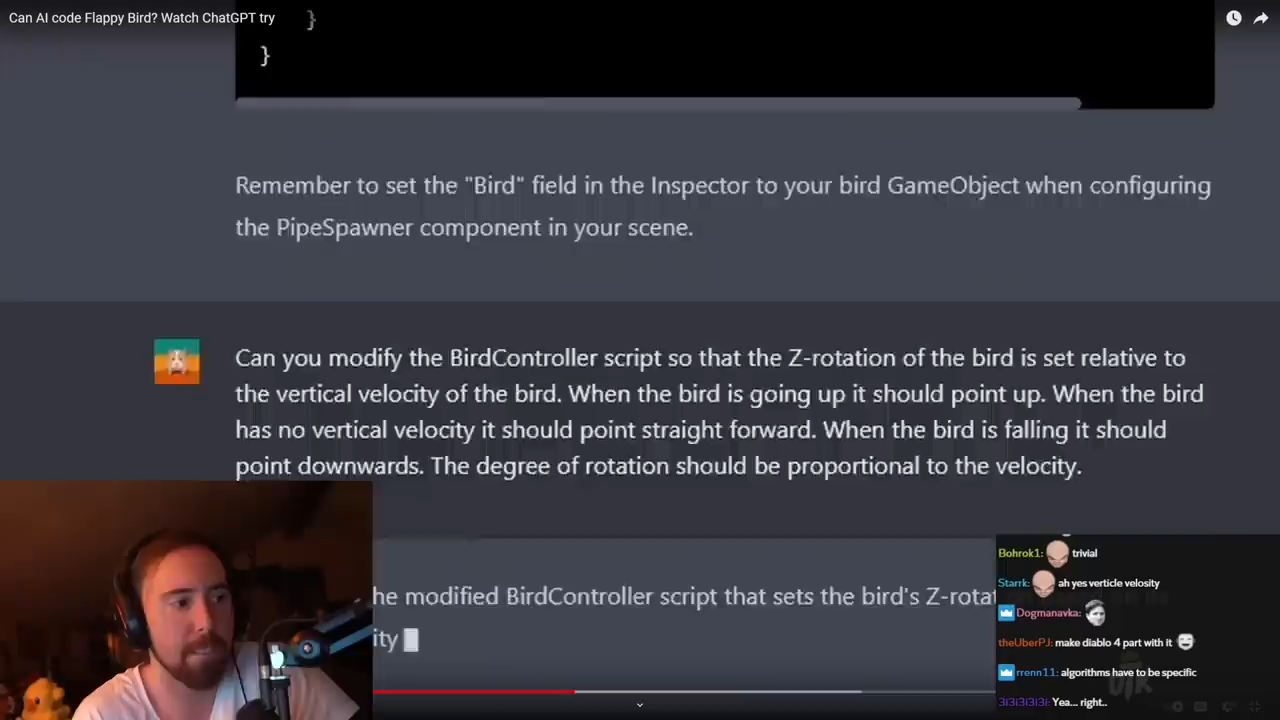 Can AI code Flappy Bird? Watch ChatGPT try
}
}
Remember to set the "Bird" field in the Inspector to your bird GameObject when configuring
the PipeSpawner component in your scene.
Can you modify the BirdController script so that the Z-rotation of the bird is set relative to
the vertical velocity of the bird. When the bird is going up it should point up. When the bird
has no vertical velocity it should point straight forward. When the bird is falling it should
point downwards. The degree of rotation should be proportional to the velocity.
he modified BirdController script that sets the bird's Z-rotat
ity
Bohrok1: trivial
Starrk: ah yes verticle velosity
Dogmanavka:
theUberPJ: make diablo 4 part with it
rrenn11: algorithms have to be specific
3i3i3i3i3i: Yea... right..